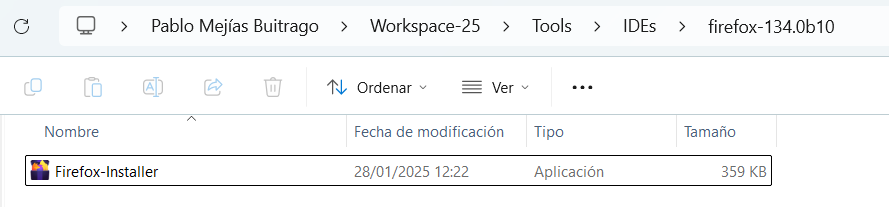 Pablo Mejías Buitrago > Workspace-25 > Tools > IDEs > firefox-134.0b10
Ordenar Ver
Nombre Fecha de modificación Tipo Tamaño
Firefox-Installer 28/01/2025 12:22 Aplicación 359 KB